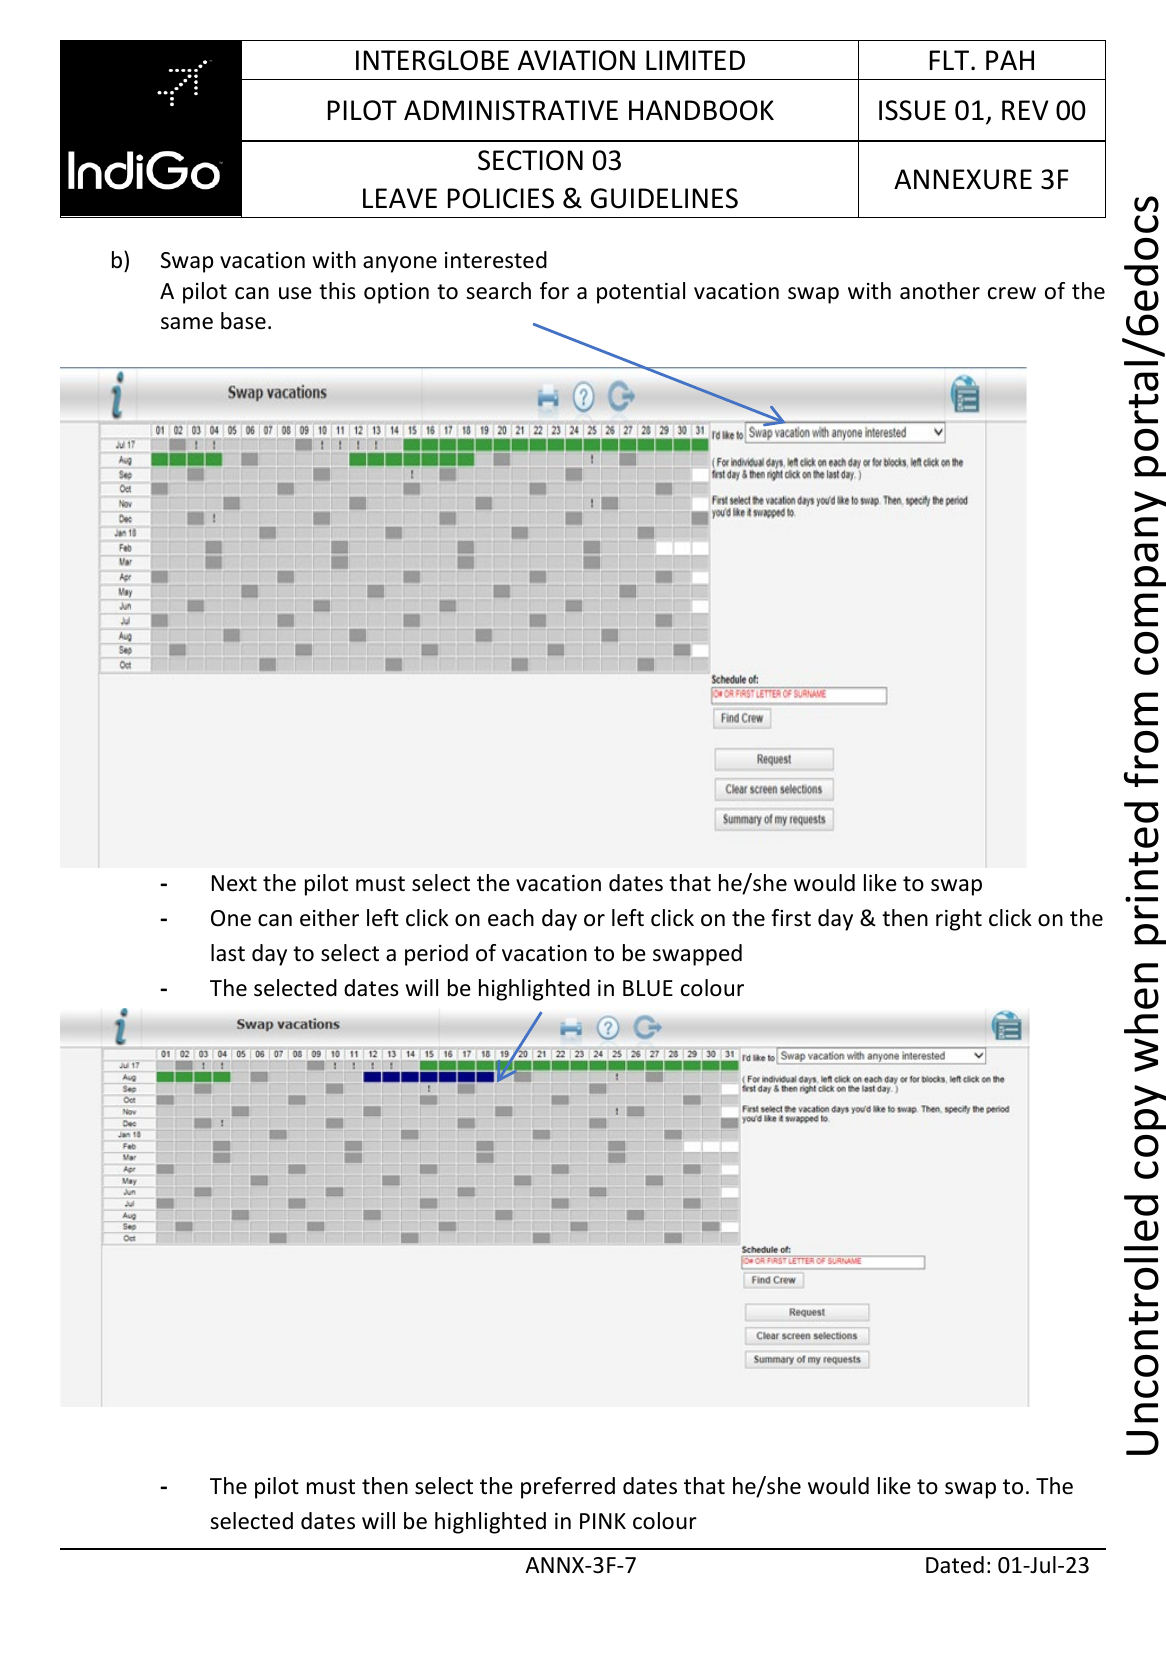 INTERGLOBE AVIATION LIMITED
FLT. PAH
PILOT ADMINISTRATIVE HANDBOOK
ISSUE 01, REV 00
IndiGo
SECTION 03
LEAVE POLICIES & GUIDELINES
ANNEXURE 3F
b) Swap vacation with anyone interested
A pilot can use this option to search for a potential vacation swap with another crew of the
same base.
Swap vacations
01 02 03 04 05 06 07 08 09 10 11 12 13 14 15 16 17 18 19 20 21 22 23 24 25 26 27 28 29 30 31
I'd like to Swap vacation with anyone interested
Jul 17 ! ! ! ! ! !
Aug !
( For individual days, left click on each day or for blocks, left click on the
first day & then right click on the last day. )
Sep !
Oct
Nov !
First select the vacation days you'd like to swap. Then, specify the period
you'd like it swapped to.
Dec !
Jan 18
Feb
Mar
Apr
May
Jun
Jul
Aug
Sep
Oct
Schedule of:
ID# OR FIRST LETTER OF SURNAME
Find Crew
Request
Clear screen selections
Summary of my requests
- Next the pilot must select the vacation dates that he/she would like to swap
- One can either left click on each day or left click on the first day & then right click on the
last day to select a period of vacation to be swapped
- The selected dates will be highlighted in BLUE colour
Swap vacations
01 02 03 04 05 06 07 08 09 10 11 12 13 14 15 16 17 18 19 20 21 22 23 24 25 26 27 28 29 30 31
I'd like to Swap vacation with anyone interested
Jul 17 ! ! ! ! ! !
Aug !
( For individual days, left click on each day or for blocks, left click on the
first day & then right click on the last day. )
Sep !
Oct
Nov !
First select the vacation days you'd like to swap. Then, specify the period
you'd like it swapped to.
Dec !
Jan 18
Feb
Mar
Apr
May
Jun
Jul
Aug
Sep
Oct
Schedule of:
ID# OR FIRST LETTER OF SURNAME
Find Crew
Request
Clear screen selections
Summary of my requests
- The pilot must then select the preferred dates that he/she would like to swap to. The
selected dates will be highlighted in PINK colour
ANNX-3F-7
Dated: 01-Jul-23
Uncontrolled copy when printed from company portal/6edocs